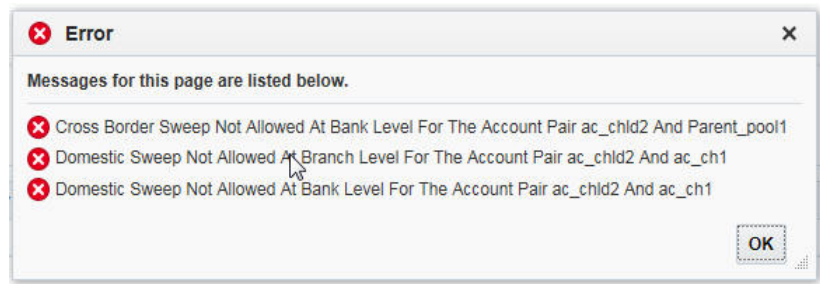 Error
Messages for this page are listed below.
Cross Border Sweep Not Allowed At Bank Level For The Account Pair ac_chld2 And Parent_pool1
Domestic Sweep Not Allowed At Branch Level For The Account Pair ac_chld2 And ac_ch1
Domestic Sweep Not Allowed At Bank Level For The Account Pair ac_chld2 And ac_ch1
OK